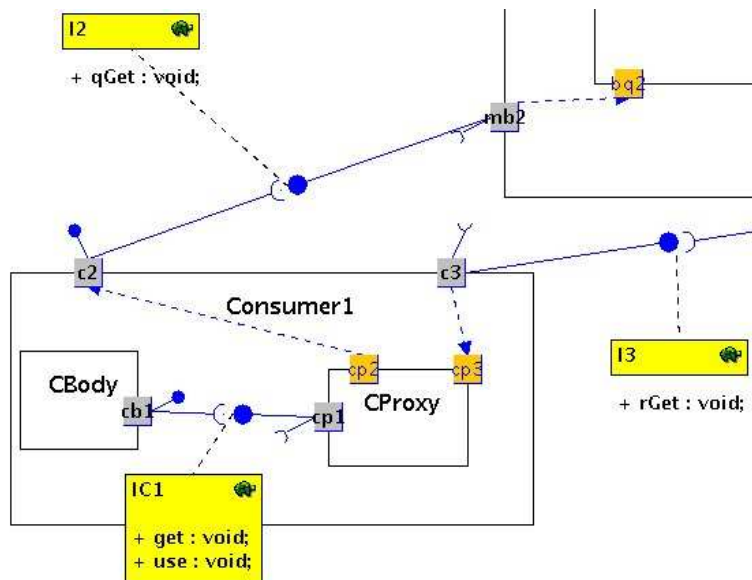 I2
+ qGet : void;
bq2
mb2
c2
c3
Consumer1
I3
cp2
cp3
CBody
CProxy
+ rGet : void;
cb1
cp1
IC1
+ get : void;
+ use : void;